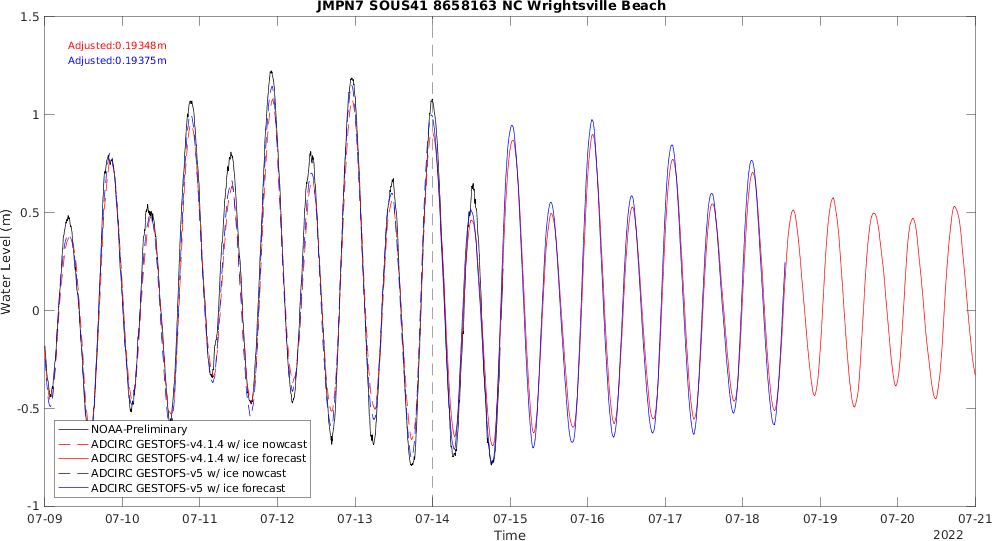 JMPN7 SOUS41 8658163 NC Wrightsville Beach
Adjusted:0.19348m
Adjusted:0.19375m
Water Level (m)
1.5
1
0.5
0
-0.5
-1
NOAA-Preliminary
ADCIRC GESTOFS-v4.1.4 w/ ice nowcast
ADCIRC GESTOFS-v4.1.4 w/ ice forecast
ADCIRC GESTOFS-v5 w/ ice nowcast
ADCIRC GESTOFS-v5 w/ ice forecast
07-09 07-10 07-11 07-12 07-13 07-14 07-15 07-16 07-17 07-18 07-19 07-20 07-21
Time
2022